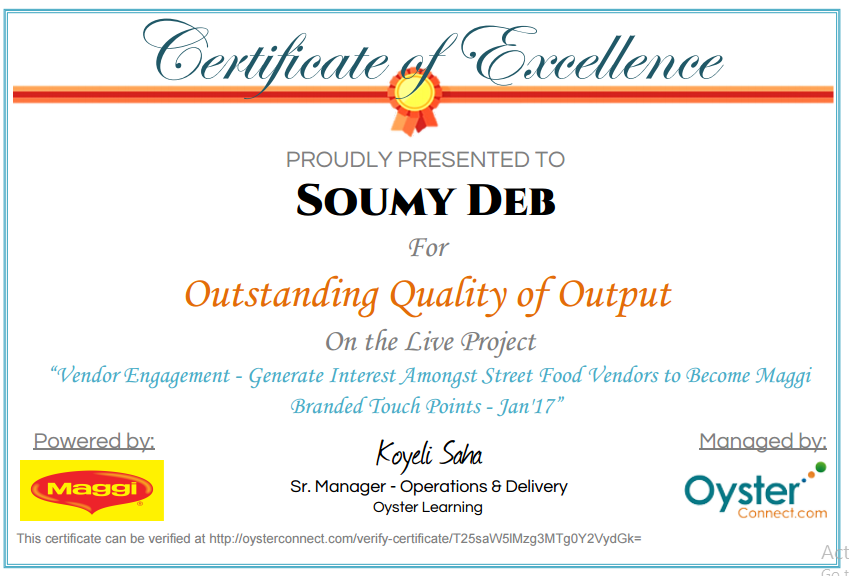 Certificate of Excellence
PROUDLY PRESENTED TO
SOUMY DEB
For
Outstanding Quality of Output
On the Live Project
“Vendor Engagement - Generate Interest Amongst Street Food Vendors to Become Maggi
Branded Touch Points - Jan'17”
Powered by:
Maggi
Koyeli Saha
Sr. Manager - Operations & Delivery
Oyster Learning
Managed by:
Oyster
Connect.com
This certificate can be verified at http://oysterconnect.com/verify-certificate/T25saW5lMzg3MTg0Y2VydGk=